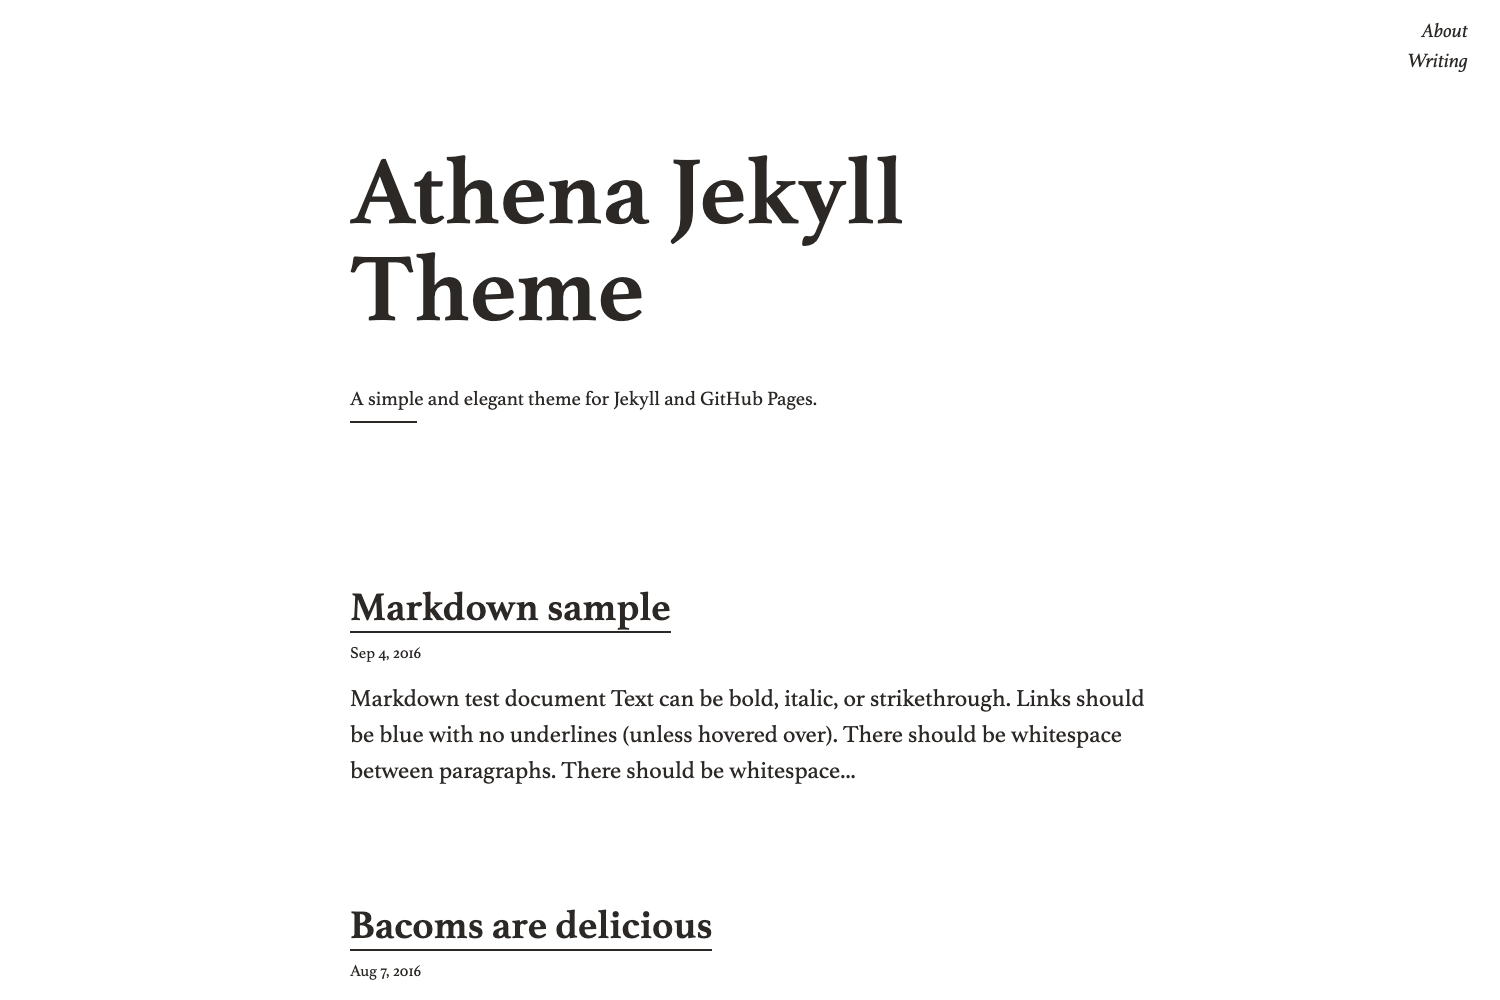 About
Writing
Athena Jekyll
Theme
A simple and elegant theme for Jekyll and GitHub Pages.
Markdown sample
Sep 4, 2016
Markdown test document Text can be bold, italic, or strikethrough. Links should
be blue with no underlines (unless hovered over). There should be whitespace
between paragraphs. There should be whitespace...
Bacoms are delicious
Aug 7, 2016